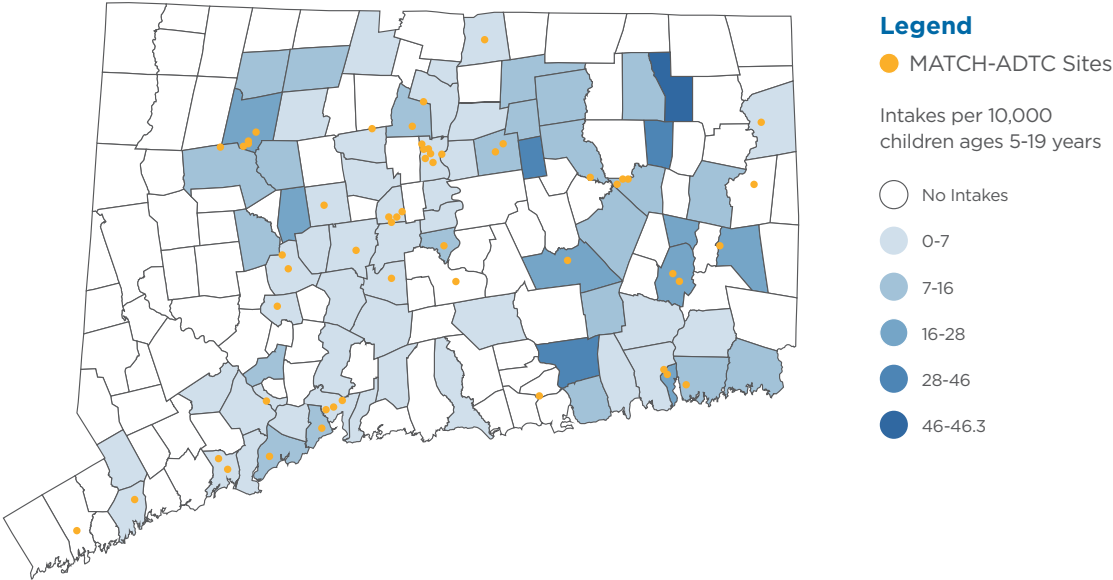 Legend
MATCH-ADTC Sites
Intakes per 10,000
children ages 5-19 years
No Intakes
0-7
7-16
16-28
28-46
46-46.3